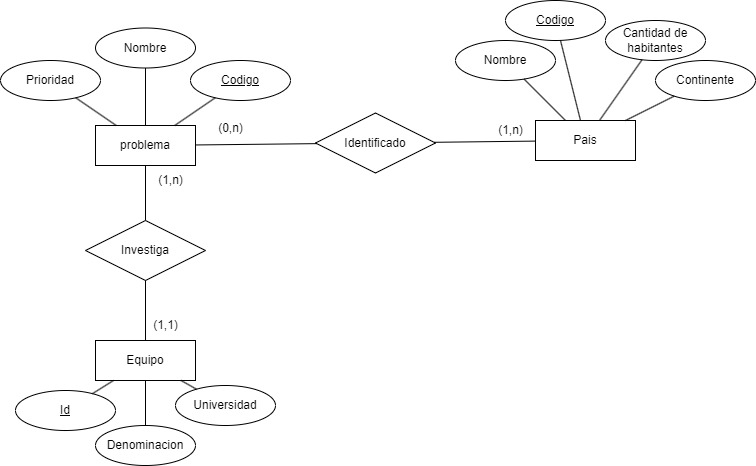 Nombre
Prioridad
Codigo
problema
(0,n)
Identificado
(1,n)
Codigo
Nombre
Cantidad de
habitantes
Continente
Pais
(1,n)
Investiga
(1,1)
Equipo
Id
Universidad
Denominacion